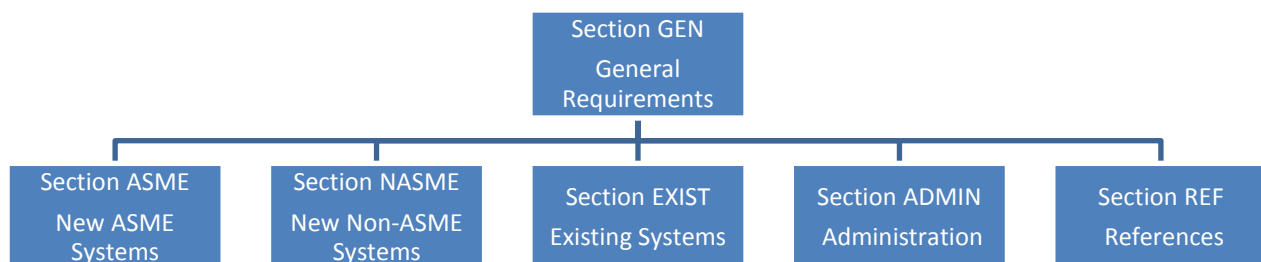 Section GEN
General
Requirements
Section ASME
New ASME
Systems
Section NASME
New Non-ASME
Systems
Section EXIST
Existing Systems
Section ADMIN
Administration
Section REF
References